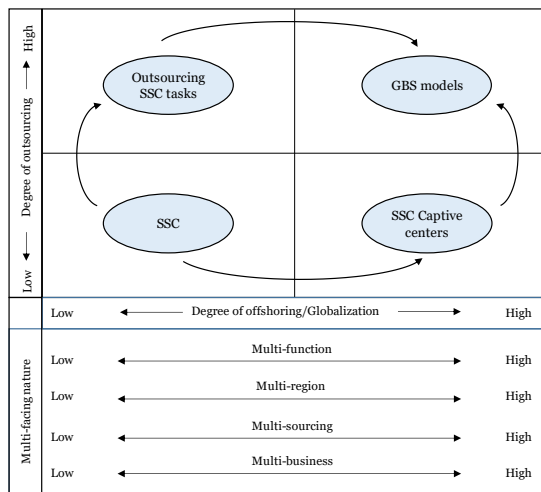 High
Degree of outsourcing
Low
Outsourcing
SSC tasks
GBS models
SSC
SSC Captive
centers
Low
Degree of offshoring/Globalization
High
Multi-facing nature
Low
Multi-function
High
Low
Multi-region
High
Low
Multi-sourcing
High
Low
Multi-business
High